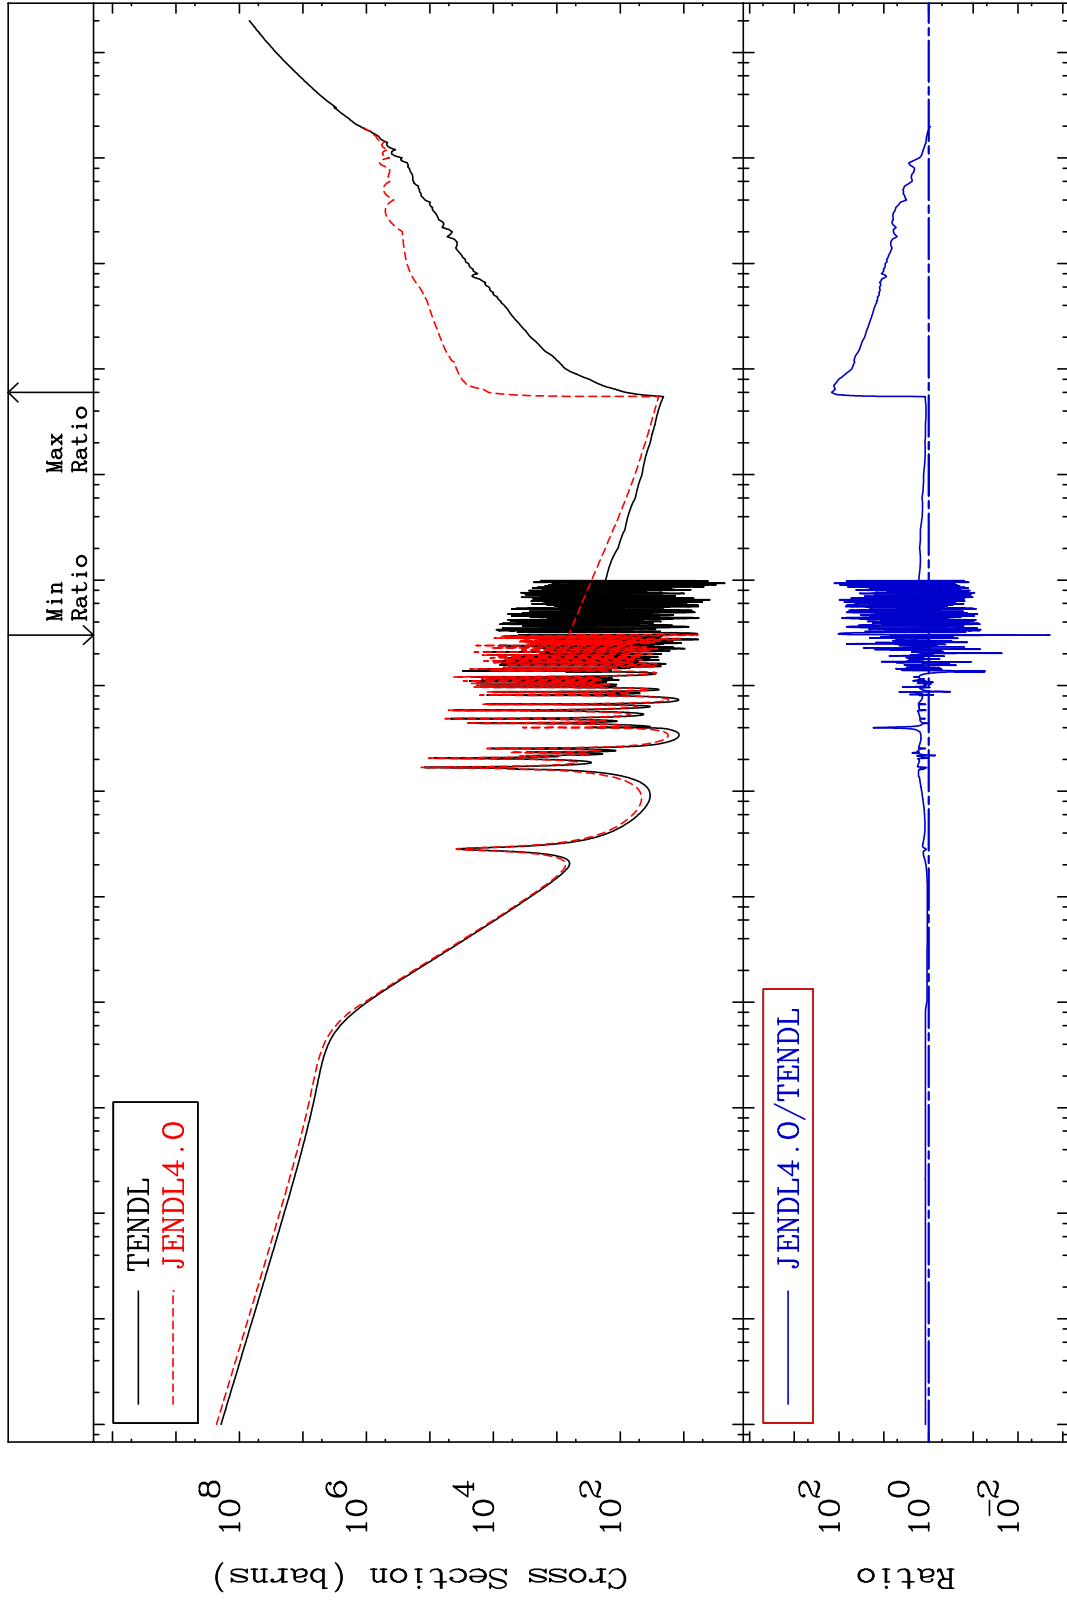 Min
Ratio
Max
Ratio
TENDL
JENDL4.0
10^8
10^6
10^4
10^2
Cross Section (barns)
JENDL4.0/TENDL
10^2
10^0
10^-2
Ratio